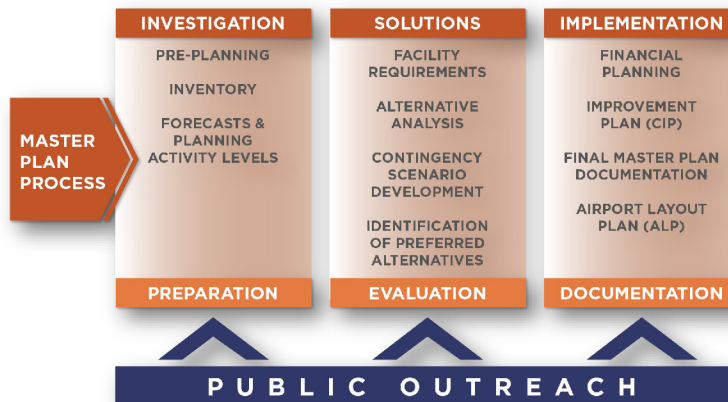 MASTER
PLAN
PROCESS
INVESTIGATION
PRE-PLANNING
INVENTORY
FORECASTS &
PLANNING
ACTIVITY LEVELS
PREPARATION
SOLUTIONS
FACILITY
REQUIREMENTS
ALTERNATIVE
ANALYSIS
CONTINGENCY
SCENARIO
DEVELOPMENT
IDENTIFICATION
OF PREFERRED
ALTERNATIVES
EVALUATION
IMPLEMENTATION
FINANCIAL
PLANNING
IMPROVEMENT
PLAN (CIP)
FINAL MASTER PLAN
DOCUMENTATION
AIRPORT LAYOUT
PLAN (ALP)
DOCUMENTATION
PUBLIC OUTREACH